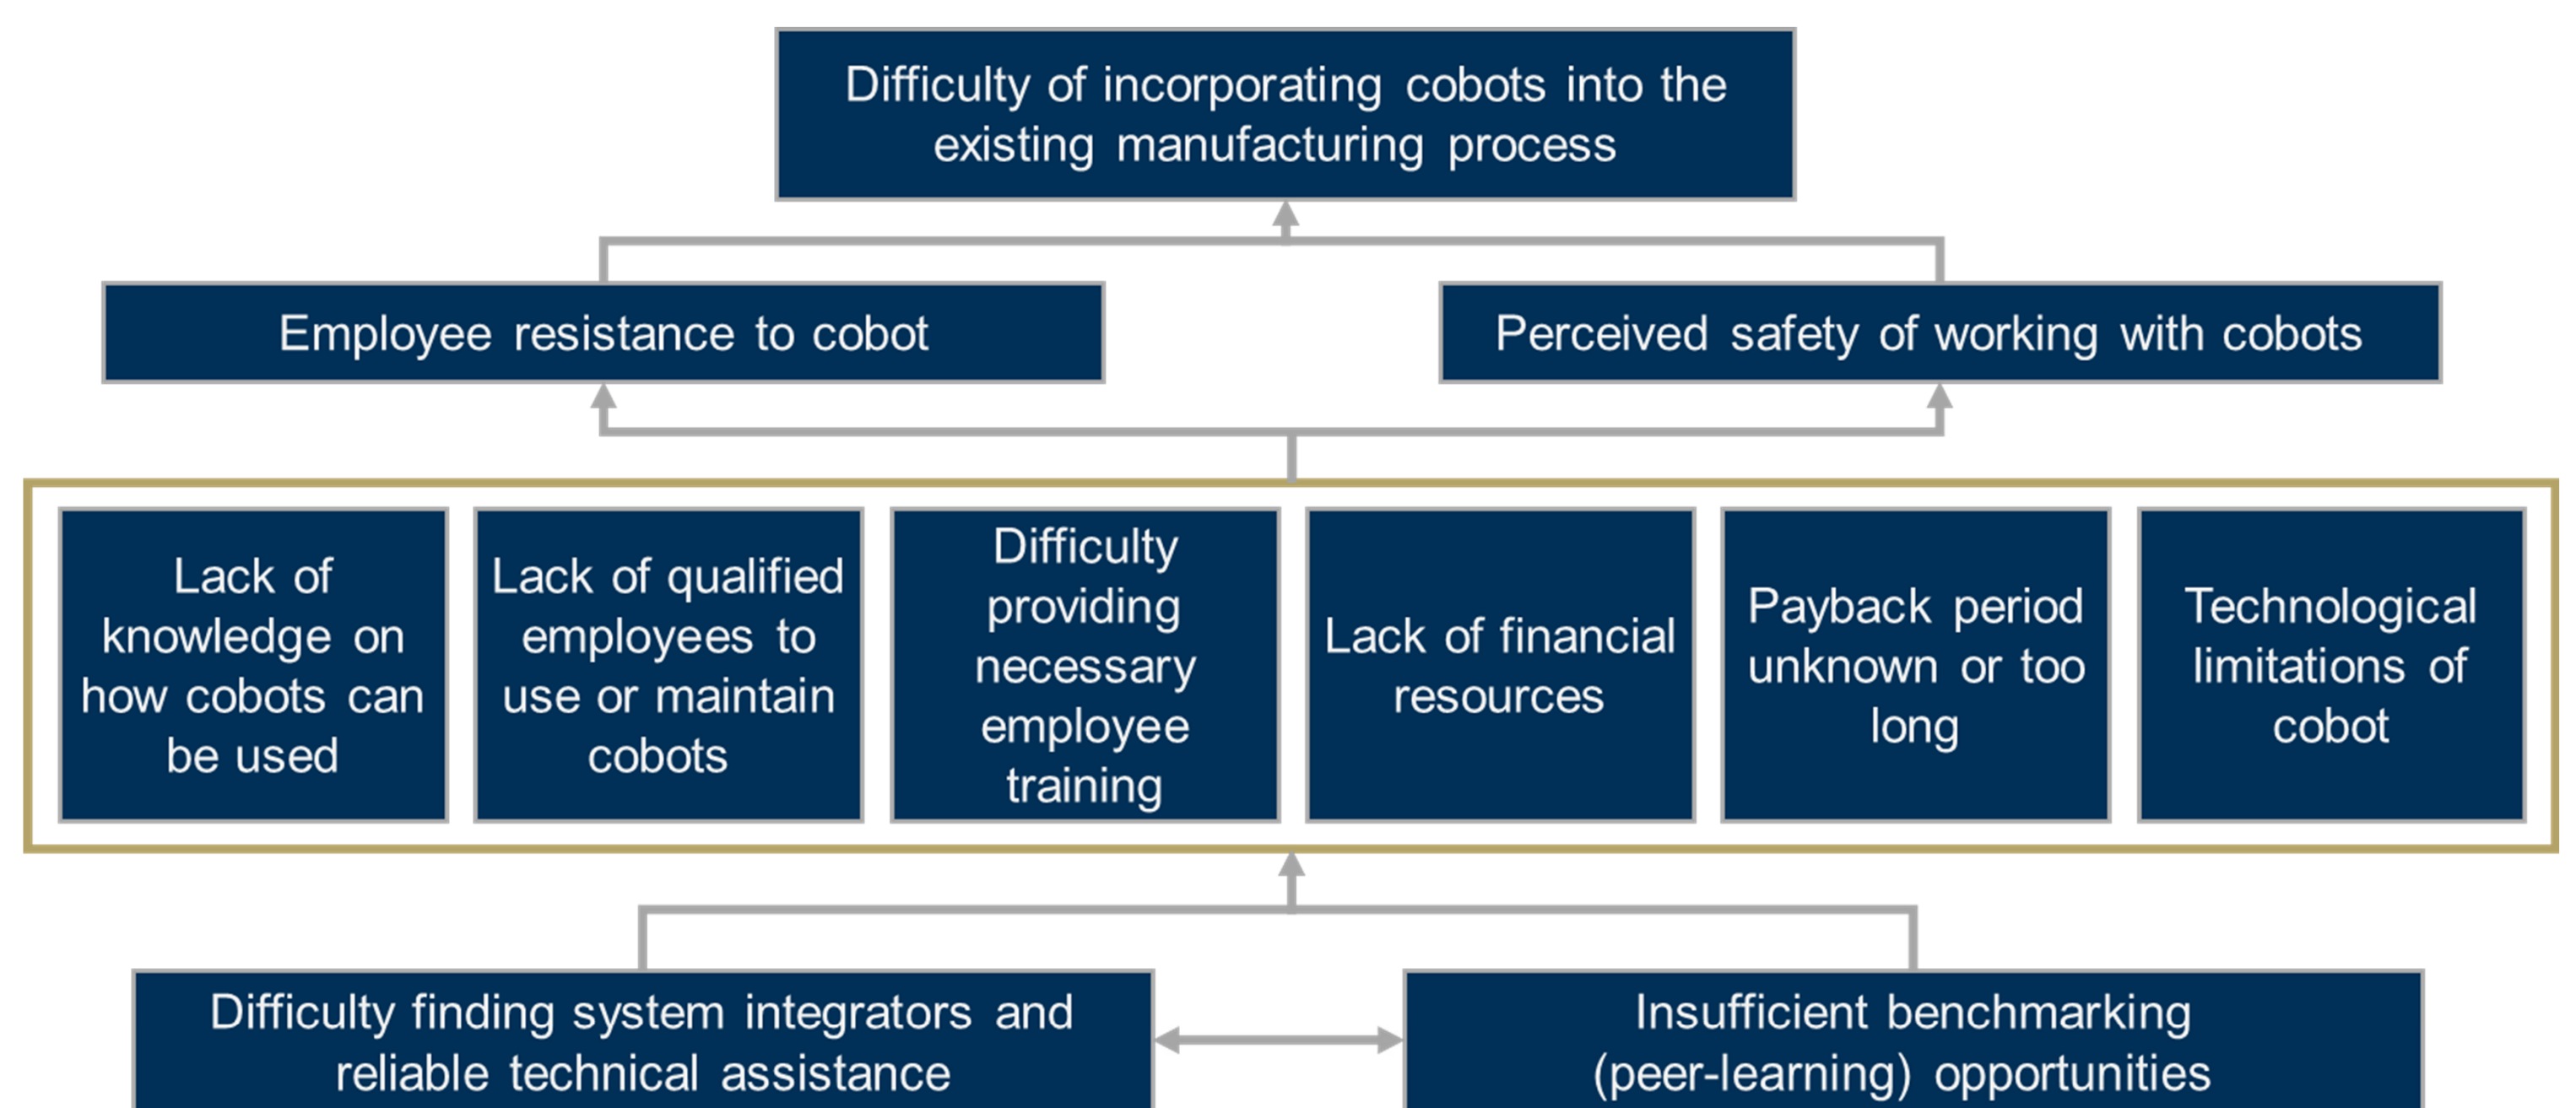 Difficulty of incorporating cobots into the
existing manufacturing process
Employee resistance to cobot
Perceived safety of working with cobots
Lack of
knowledge on
how cobots can
be used
Lack of qualified
employees to
use or maintain
cobots
Difficulty
providing
necessary
employee
training
Lack of financial
resources
Payback period
unknown or too
long
Technological
limitations of
cobot
Difficulty finding system integrators and
reliable technical assistance
Insufficient benchmarking
(peer-learning) opportunities